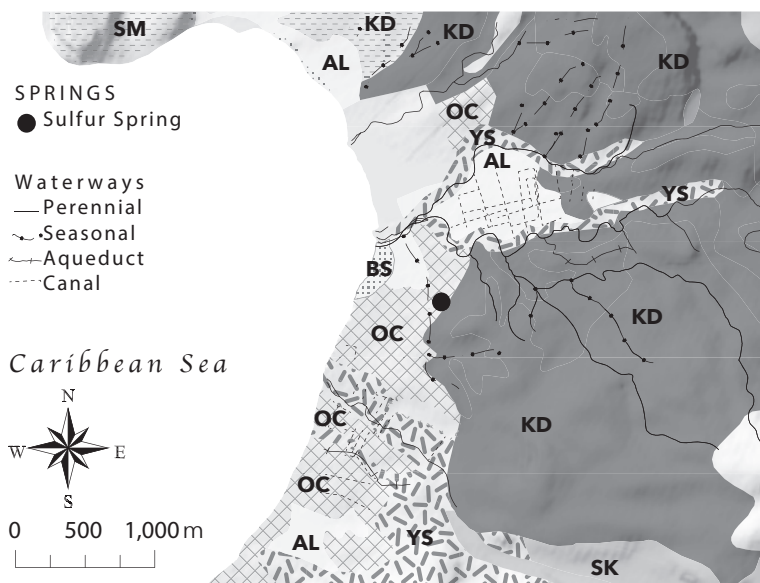 SM
KD
KD
AL
KD
SPRINGS
Sulfur Spring
OC
YS
AL
Waterways
Perennial
Seasonal
Aqueduct
Canal
YS
BS
OC
KD
Caribbean Sea
N
W E
S
OC
KD
OC
0 500 1,000 m
AL
YS
SK